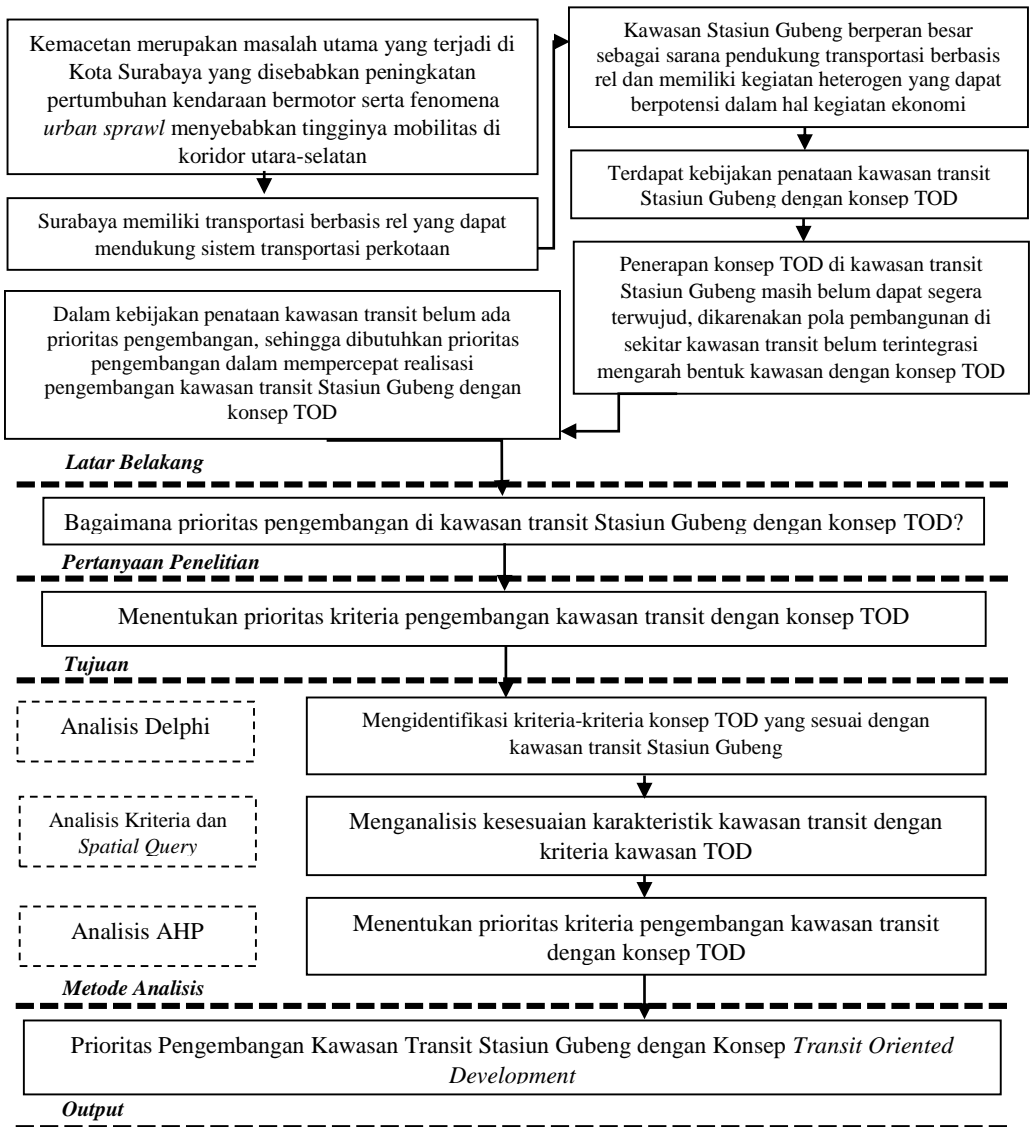 Kemacetan merupakan masalah utama yang terjadi di
Kota Surabaya yang disebabkan peningkatan
pertumbuhan kendaraan bermotor serta fenomena
urban sprawl menyebabkan tingginya mobilitas di
koridor utara-selatan
Surabaya memiliki transportasi berbasis rel yang dapat
mendukung sistem transportasi perkotaan
Kawasan Stasiun Gubeng berperan besar
sebagai sarana pendukung transportasi berbasis
rel dan memiliki kegiatan heterogen yang dapat
berpotensi dalam hal kegiatan ekonomi
Terdapat kebijakan penataan kawasan transit
Stasiun Gubeng dengan konsep TOD
Penerapan konsep TOD di kawasan transit
Stasiun Gubeng masih belum dapat segera
terwujud, dikarenakan pola pembangunan di
sekitar kawasan transit belum terintegrasi
mengarah bentuk kawasan dengan konsep TOD
Dalam kebijakan penataan kawasan transit belum ada
prioritas pengembangan, sehingga dibutuhkan prioritas
pengembangan dalam mempercepat realisasi
pengembangan kawasan transit Stasiun Gubeng dengan
konsep TOD
Latar Belakang
Bagaimana prioritas pengembangan di kawasan transit Stasiun Gubeng dengan konsep TOD?
Pertanyaan Penelitian
Menentukan prioritas kriteria pengembangan kawasan transit dengan konsep TOD
Tujuan
Analisis Delphi
Mengidentifikasi kriteria-kriteria konsep TOD yang sesuai dengan
kawasan transit Stasiun Gubeng
Analisis Kriteria dan
Spatial Query
Menganalisis kesesuaian karakteristik kawasan transit dengan
kriteria kawasan TOD
Analisis AHP
Menentukan prioritas kriteria pengembangan kawasan transit
dengan konsep TOD
Metode Analisis
Prioritas Pengembangan Kawasan Transit Stasiun Gubeng dengan Konsep Transit Oriented
Development
Output